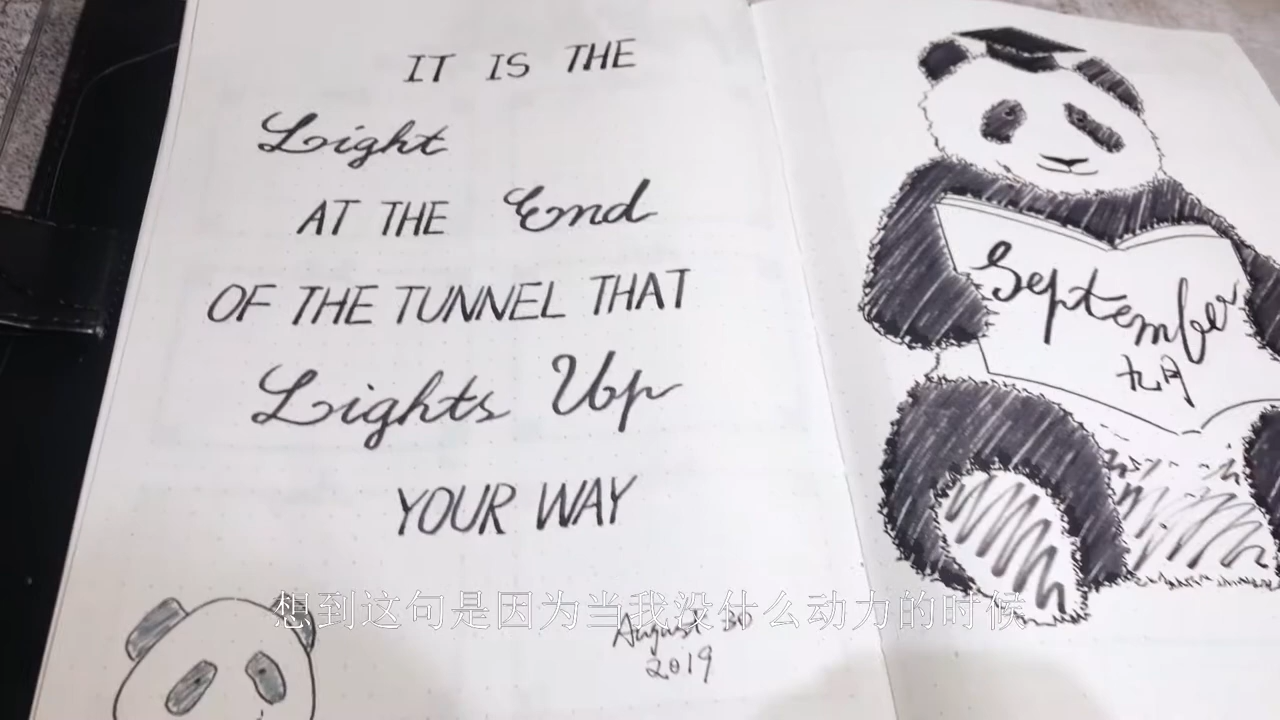 IT IS THE
Light
AT THE End
OF THE TUNNEL THAT
Lights Up
YOUR WAY
August 30
2019
September
九月
想到这句是因为当我没什么动力的时候